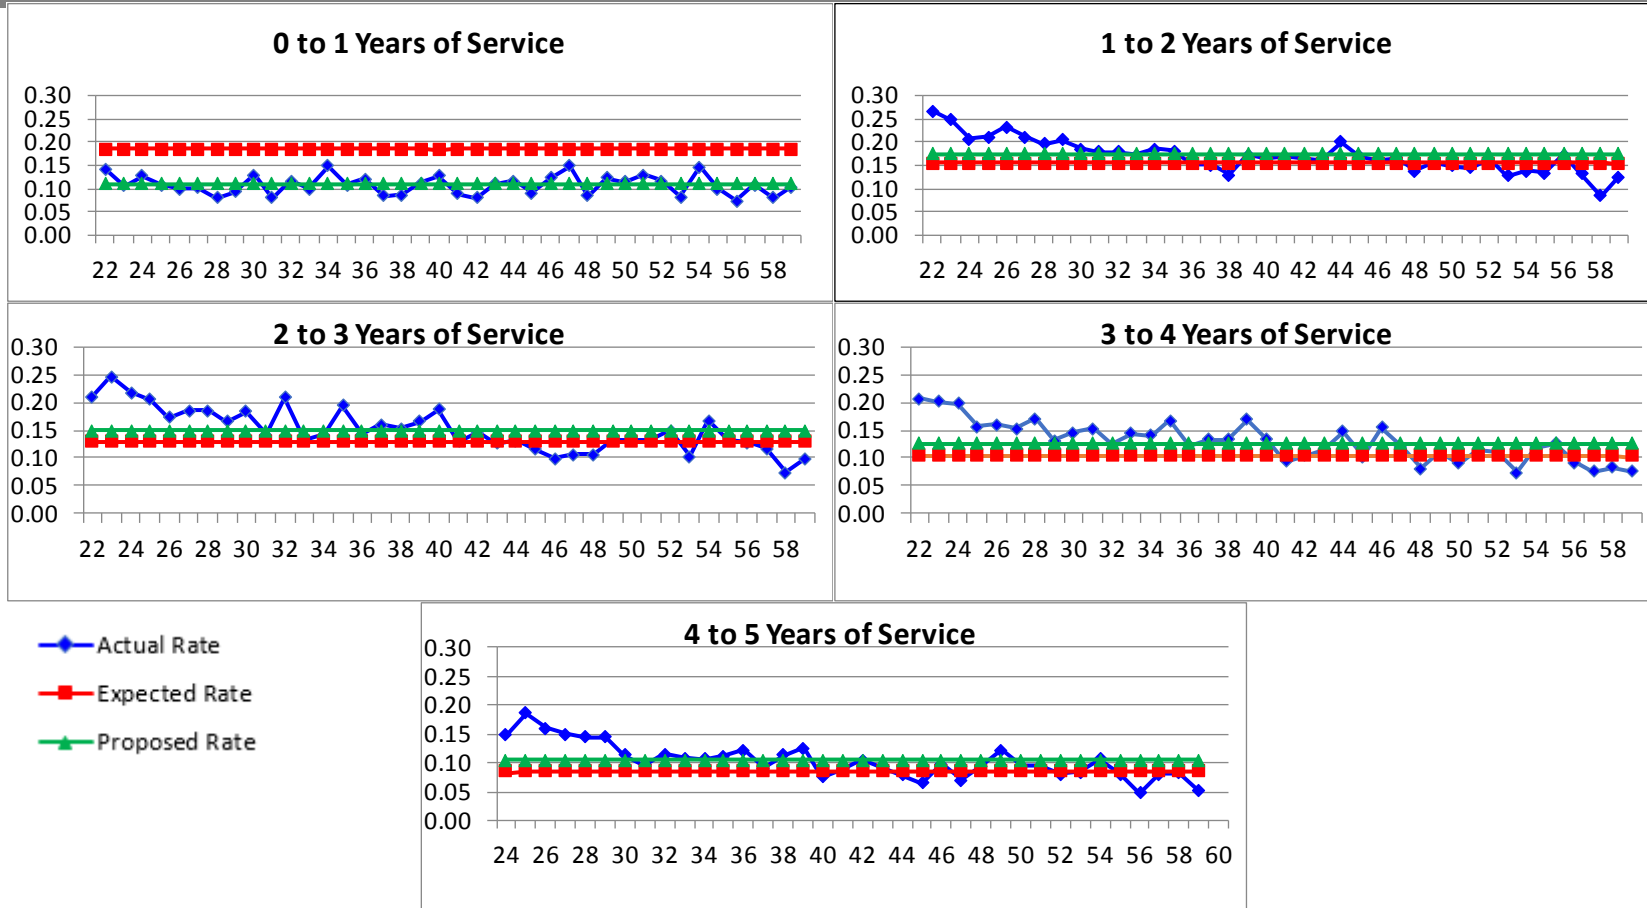 0 to 1 Years of Service
0.30
0.25
0.20
0.15
0.10
0.05
0.00
22 24 26 28 30 32 34 36 38 40 42 44 46 48 50 52 54 56 58
1 to 2 Years of Service
0.30
0.25
0.20
0.15
0.10
0.05
0.00
22 24 26 28 30 32 34 36 38 40 42 44 46 48 50 52 54 56 58
2 to 3 Years of Service
0.30
0.25
0.20
0.15
0.10
0.05
0.00
22 24 26 28 30 32 34 36 38 40 42 44 46 48 50 52 54 56 58
3 to 4 Years of Service
0.30
0.25
0.20
0.15
0.10
0.05
0.00
22 24 26 28 30 32 34 36 38 40 42 44 46 48 50 52 54 56 58
Actual Rate
Expected Rate
Proposed Rate
4 to 5 Years of Service
0.30
0.25
0.20
0.15
0.10
0.05
0.00
24 26 28 30 32 34 36 38 40 42 44 46 48 50 52 54 56 58 60